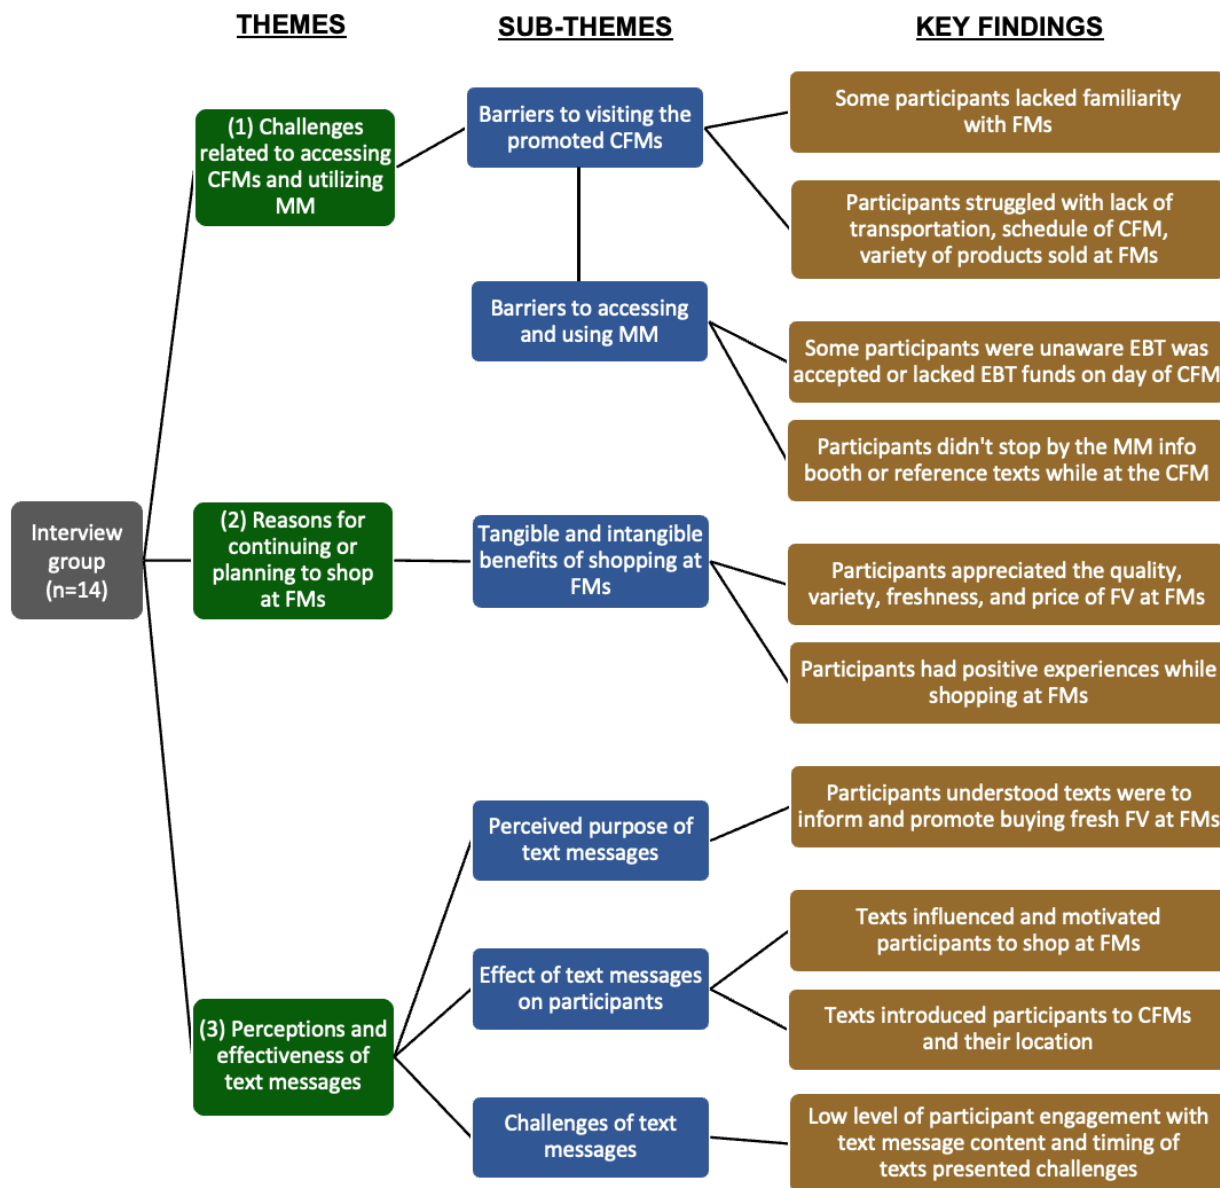 THEMES
SUB-THEMES
KEY FINDINGS
Interview
group
(n=14)
(1) Challenges
related to accessing
CFMs and utilizing
MM
Barriers to visiting the
promoted CFMs
Some participants lacked familiarity
with FMs
Participants struggled with lack of
transportation, schedule of CFM,
variety of products sold at FMs
Barriers to accessing
and using MM
Some participants were unaware EBT was
accepted or lacked EBT funds on day of CFM
Participants didn't stop by the MM info
booth or reference texts while at the CFM
(2) Reasons for
continuing or
planning to shop
at FMs
Tangible and intangible
benefits of shopping at
FMs
Participants appreciated the quality,
variety, freshness, and price of FV at FMs
Participants had positive experiences while
shopping at FMs
(3) Perceptions and
effectiveness of
text messages
Perceived purpose of
text messages
Participants understood texts were to
inform and promote buying fresh FV at FMs
Effect of text messages
on participants
Texts influenced and motivated
participants to shop at FMs
Texts introduced participants to CFMs
and their location
Challenges of text
messages
Low level of participant engagement with
text message content and timing of
texts presented challenges